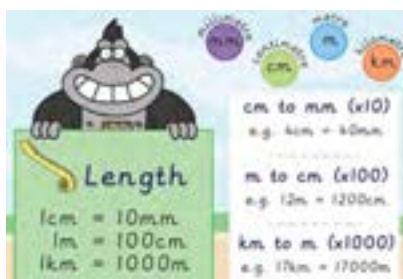 millimetre
mm
centimetre
cm
metre
m
kilometre
km
Length
1cm = 10mm
1m = 100cm
1km = 1000m
cm to mm (x10)
e.g. 4cm = 40mm
m to cm (x100)
e.g. 12m = 1200cm
km to m (x1000)
e.g. 17km = 17000m